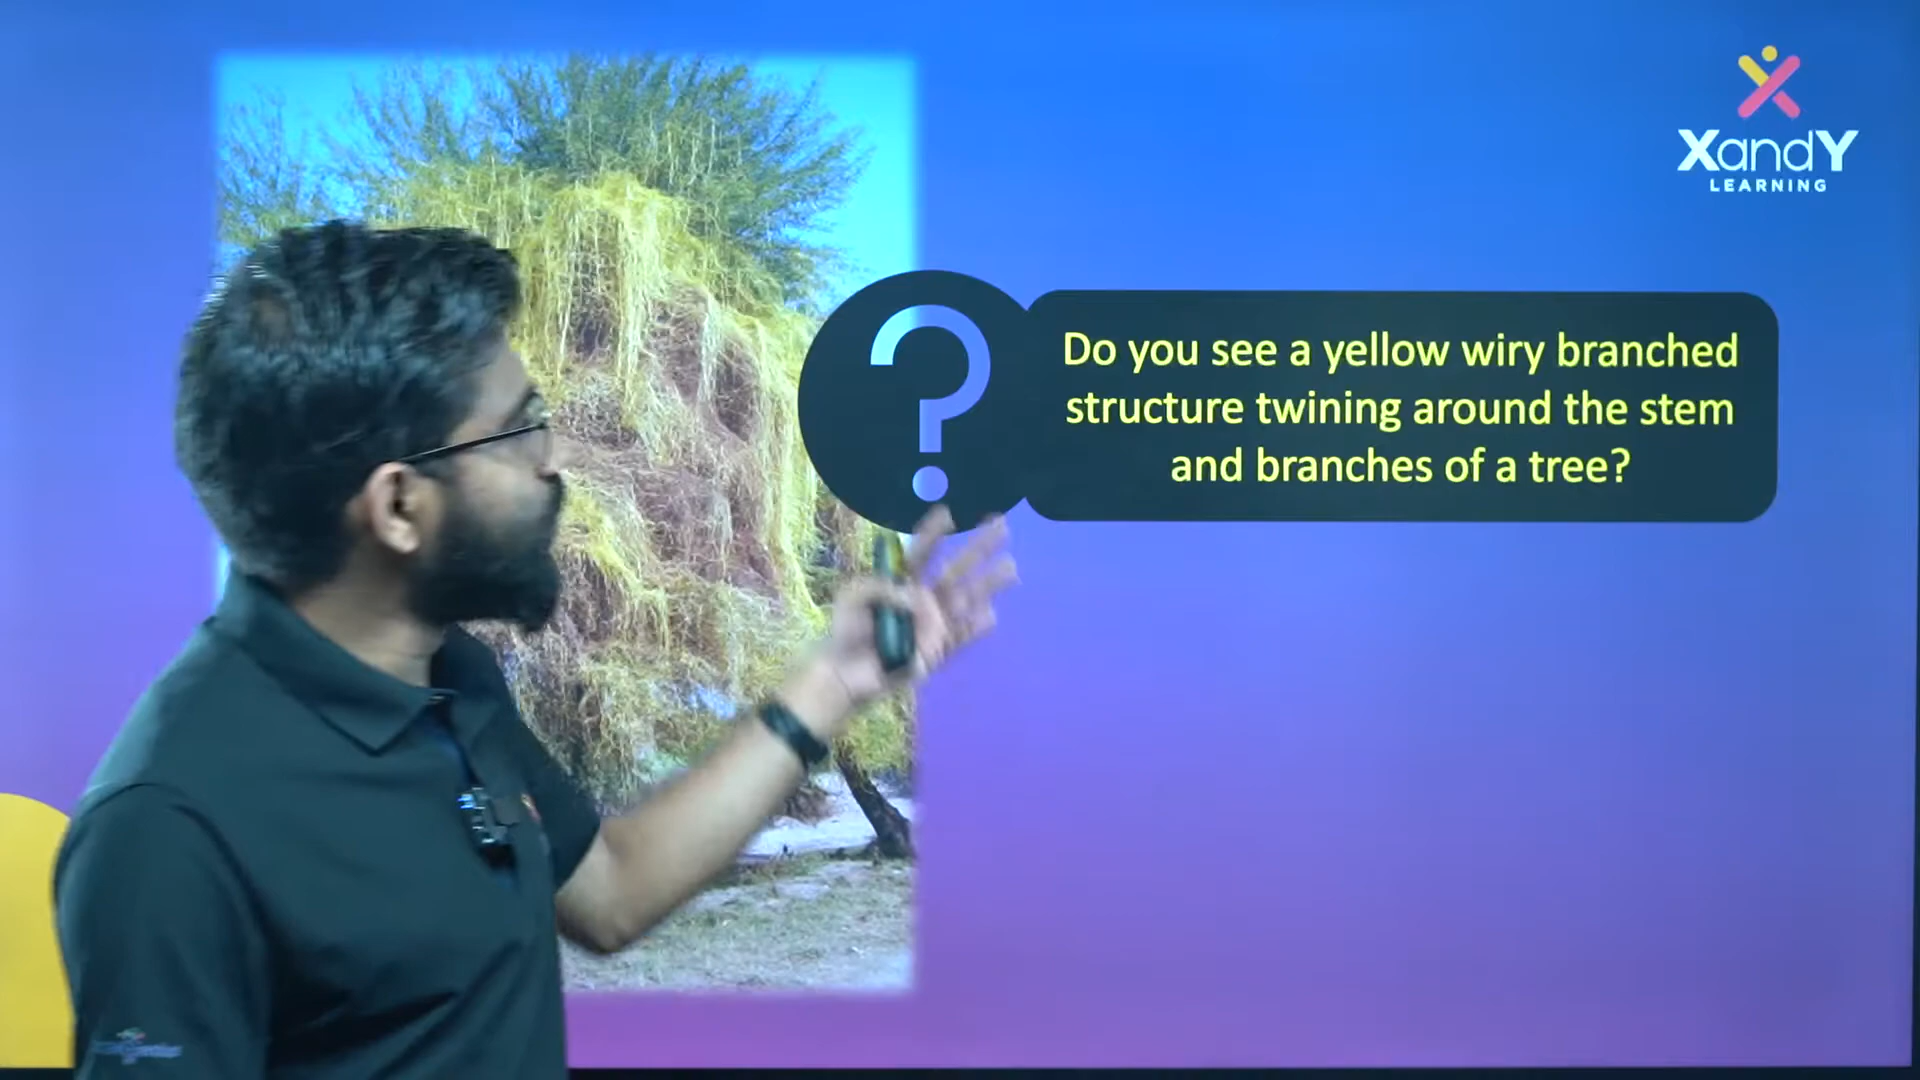 XandY
LEARNING
?
Do you see a yellow wiry branched
structure twining around the stem
and branches of a tree?